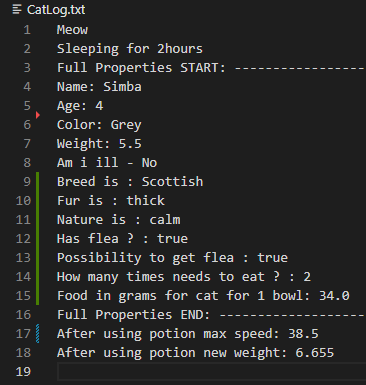 CatLog.txt
1 Meow
2 Sleeping for 2hours
3 Full Properties START: -----------------
4 Name: Simba
5 Age: 4
6 Color: Grey
7 Weight: 5.5
8 Am i ill - No
9 Breed is : Scottish
10 Fur is : thick
11 Nature is : calm
12 Has flea ? : true
13 Possibility to get flea : true
14 How many times needs to eat ? : 2
15 Food in grams for cat for 1 bowl: 34.0
16 Full Properties END: -------------------
17 After using potion max speed: 38.5
18 After using potion new weight: 6.655
19